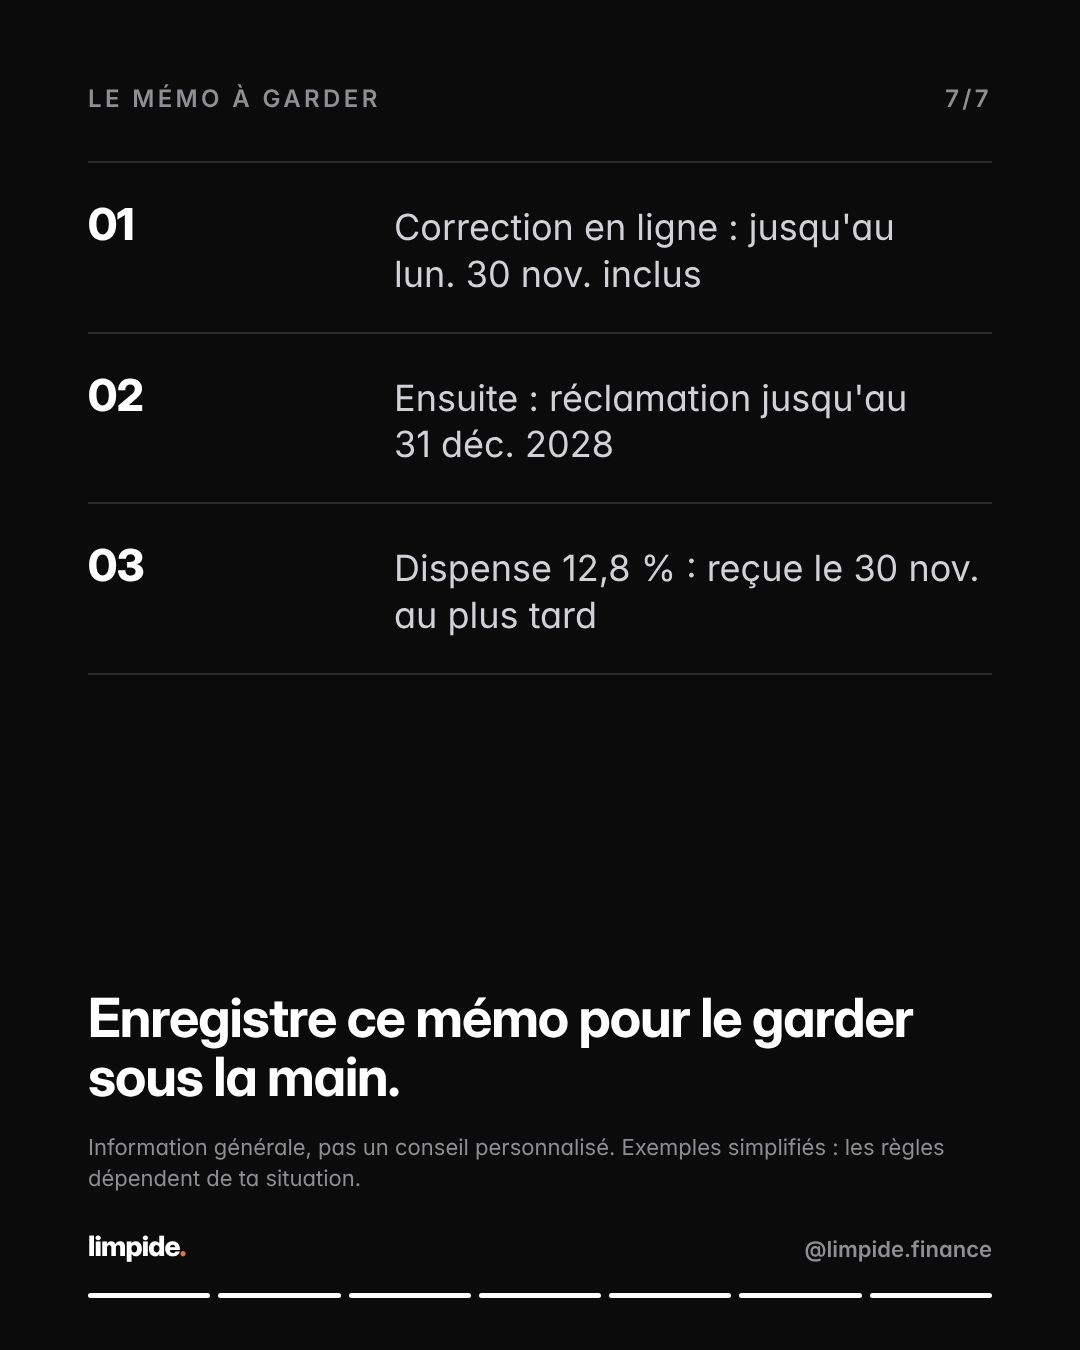 LE MÉMO À GARDER
7/7
01
Correction en ligne : jusqu'au
lun. 30 nov. inclus
02
Ensuite : réclamation jusqu'au
31 déc. 2028
03
Dispense 12,8 % : reçue le 30 nov.
au plus tard
Enregistre ce mémo pour le garder
sous la main.
Information générale, pas un conseil personnalisé. Exemples simplifiés : les règles
dépendent de ta situation.
limpide.
@limpide.finance